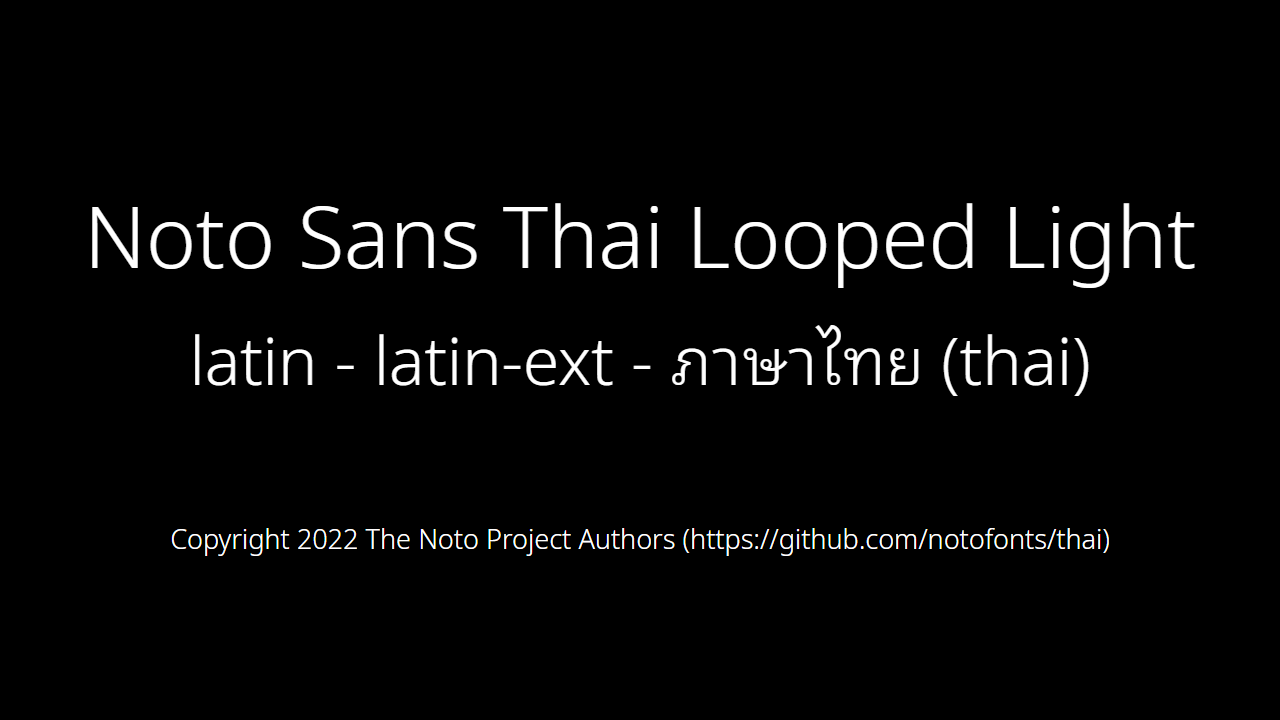 Noto Sans Thai Looped Light
latin - latin-ext - ภาษาไทย (thai)
Copyright 2022 The Noto Project Authors (https://github.com/notofonts/thai)